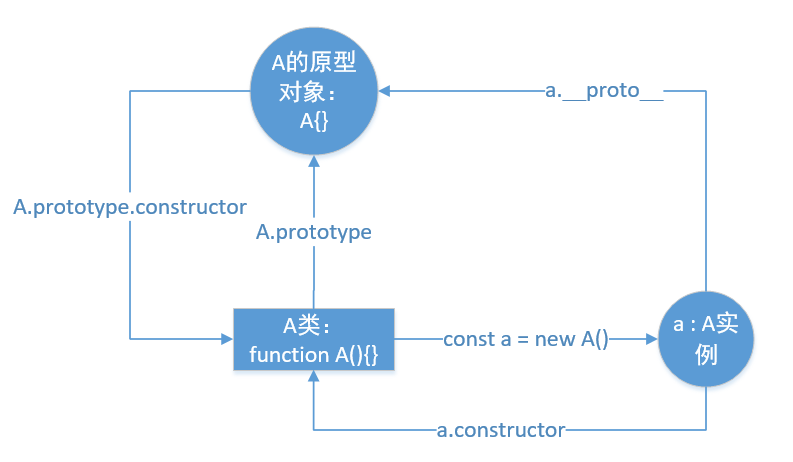 A的原型
对象：
A{}
a.__proto__
A.prototype.constructor
A.prototype
A类：
function A(){}
const a = new A()
a : A实
例
a.constructor